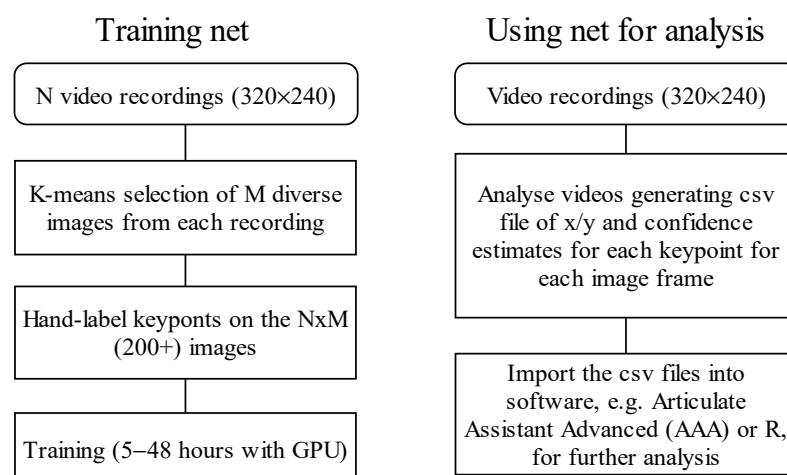 Training net
N video recordings (320×240)
K-means selection of M diverse
images from each recording
Hand-label keyponts on the NxM
(200+) images
Training (5–48 hours with GPU)
Using net for analysis
Video recordings (320×240)
Analyse videos generating csv
file of x/y and confidence
estimates for each keypoint for
each image frame
Import the csv files into
software, e.g. Articulate
Assistant Advanced (AAA) or R,
for further analysis